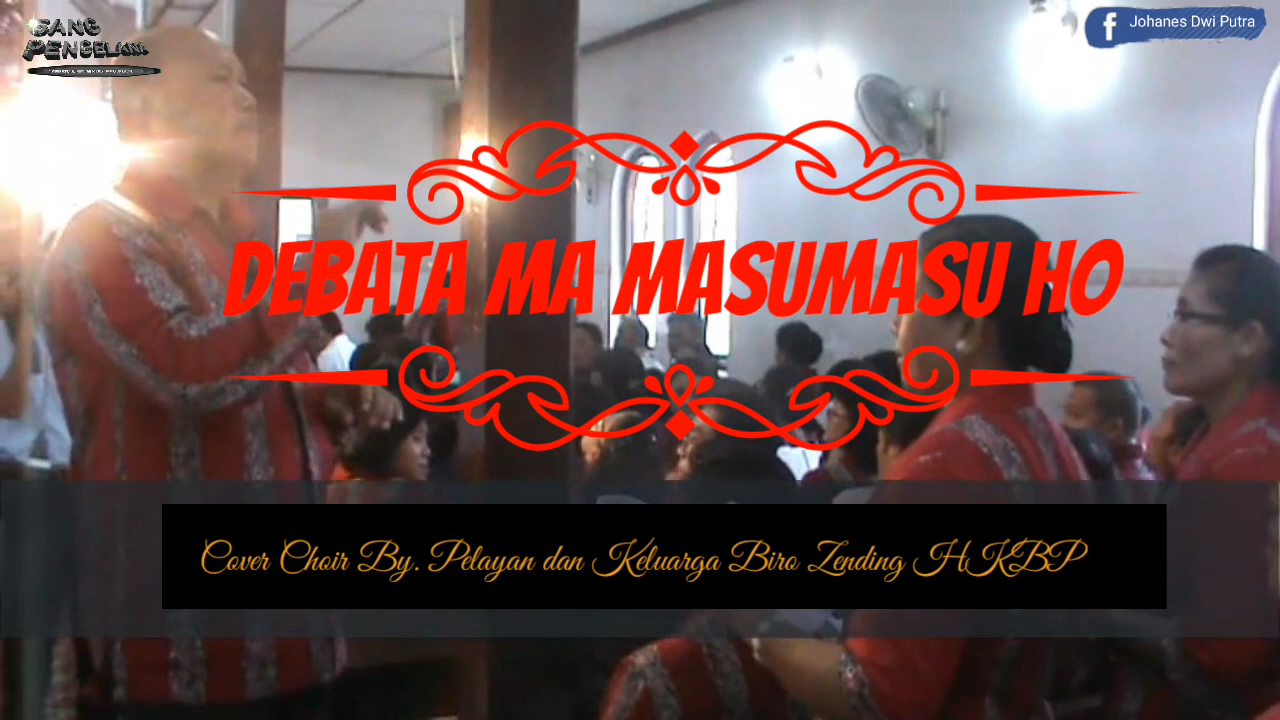 SANG
PENGELANA
Johanes Dwi Putra
DEBATA MA MASUMASU HO
Cover Choir By. Pelayan dan Keluarga Biro Zending HKBP